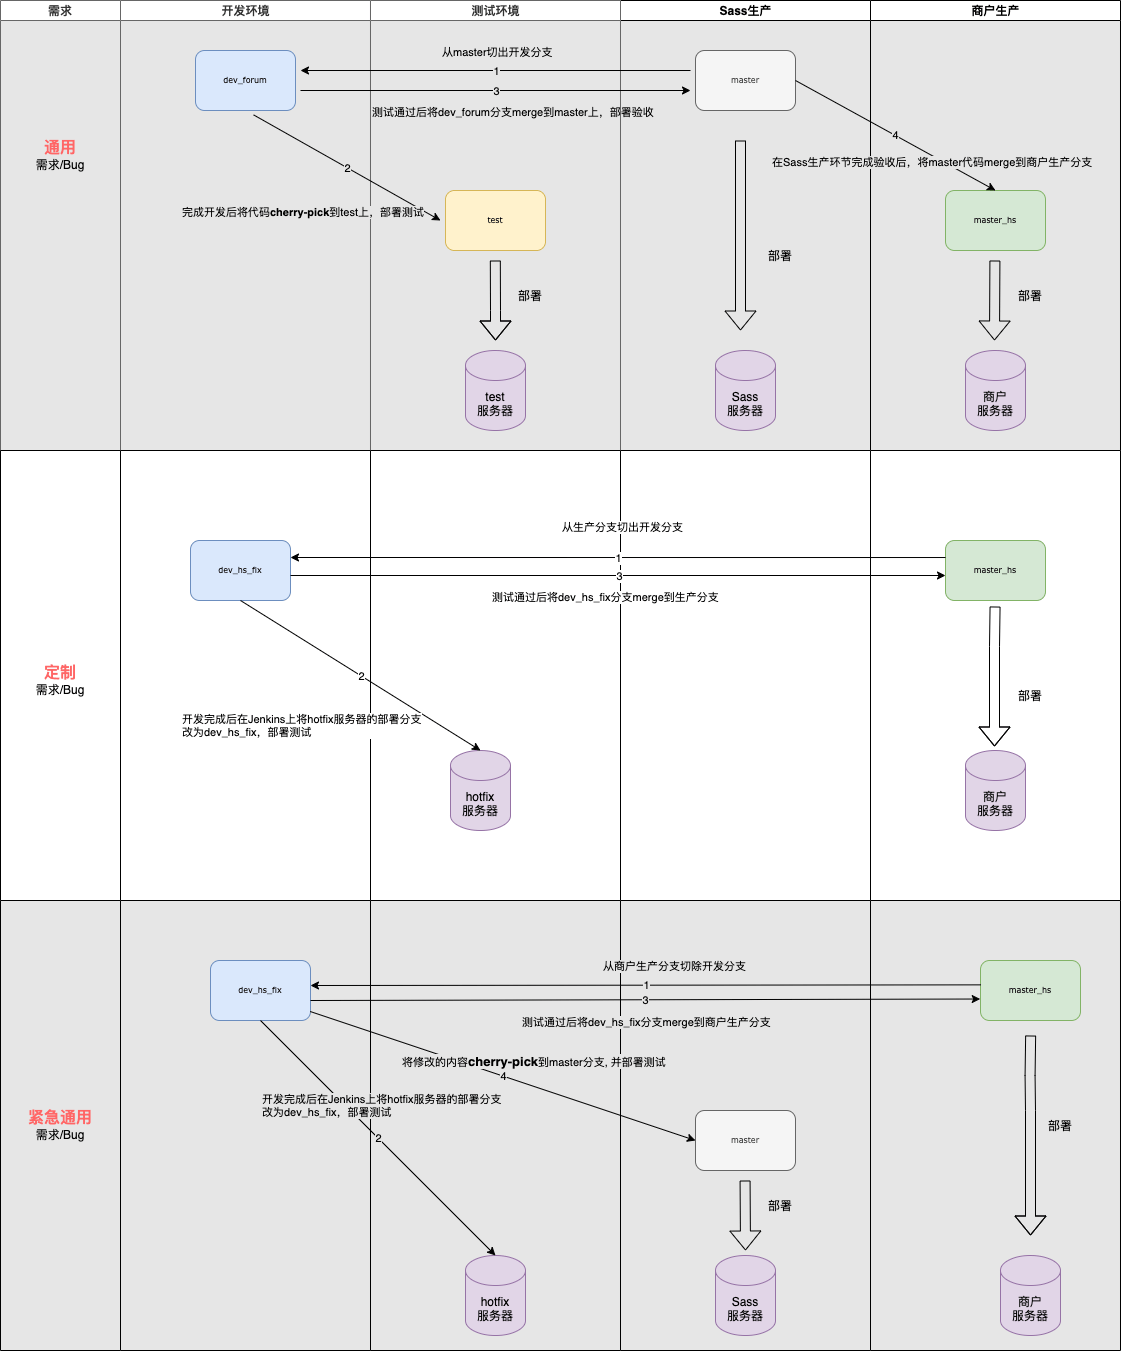 需求
开发环境
测试环境
Sass生产
商户生产
通用
需求/Bug
从master切出开发分支
dev_forum
1
3
master
测试通过后将dev_forum分支merge到master上，部署验收
4
2
在Sass生产环节完成验收后，将master代码merge到商户生产分支
完成开发后将代码cherry-pick到test上，部署测试
test
master_hs
部署
部署
部署
test
服务器
Sass
服务器
商户
服务器
定制
需求/Bug
从生产分支切出开发分支
dev_hs_fix
1
3
master_hs
测试通过后将dev_hs_fix分支merge到生产分支
2
部署
开发完成后在Jenkins上将hotfix服务器的部署分支
改为dev_hs_fix，部署测试
hotfix
服务器
商户
服务器
紧急通用
需求/Bug
从商户生产分支切除开发分支
dev_hs_fix
1
3
master_hs
测试通过后将dev_hs_fix分支merge到商户生产分支
将修改的内容cherry-pick到master分支, 并部署测试
4
开发完成后在Jenkins上将hotfix服务器的部署分支
改为dev_hs_fix，部署测试
2
master
部署
部署
hotfix
服务器
Sass
服务器
商户
服务器